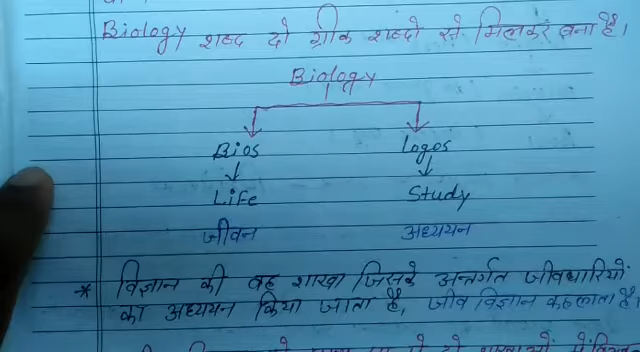 Biology शब्द दो ग्रीक शब्दो से मिलकर बना है।
Biology
Bios Logos
Life Study
जीवन अध्ययन
* विज्ञान की वह शाखा जिसके अन्तर्गत जीवधारियों
का अध्ययन किया जाता है, जीव विज्ञान कहलाता है।